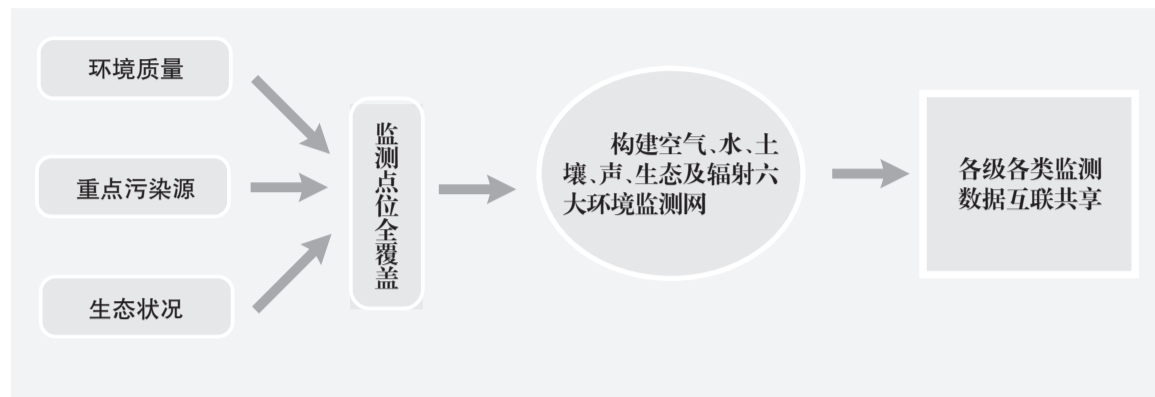 环境质量
重点污染源
生态状况
监测点位全覆盖
构建空气、水、土
壤、声、生态及辐射六
大环境监测网
各级各类监测
数据互联共享